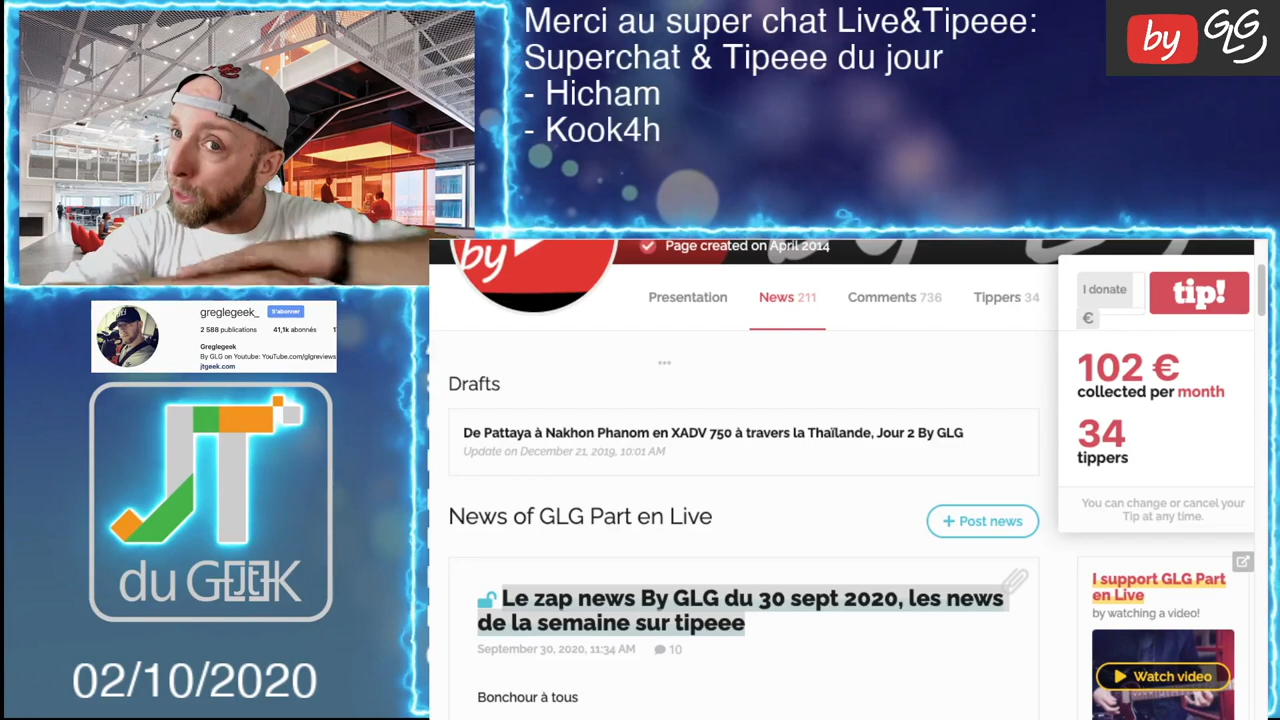 Merci au super chat Live&Tipeee:
Superchat & Tipeee du jour
- Hicham
- Kook4h
by GLG
by
Page created on April 2014
Presentation
News 211
Comments 736
Tippers 34
I donate
€
tip!
102 €
collected per month
34
tippers
You can change or cancel your
Tip at any time.
Drafts
De Pattaya à Nakhon Phanom en XADV 750 à travers la Thaïlande, Jour 2 By GLG
Update on December 21, 2019, 10:01 AM
News of GLG Part en Live
+ Post news
Le zap news By GLG du 30 sept 2020, les news
de la semaine sur tipeee
September 30, 2020, 11:34 AM
10
Bonchour à tous
I support GLG Part
en Live
by watching a video!
Watch video
greglegeek_
S'abonner
2 588 publications
41,1k abonnés
Greglegeek
By GLG on Youtube: YouTube.com/glgreviews
jtgeek.com
JT
du GEEK
02/10/2020